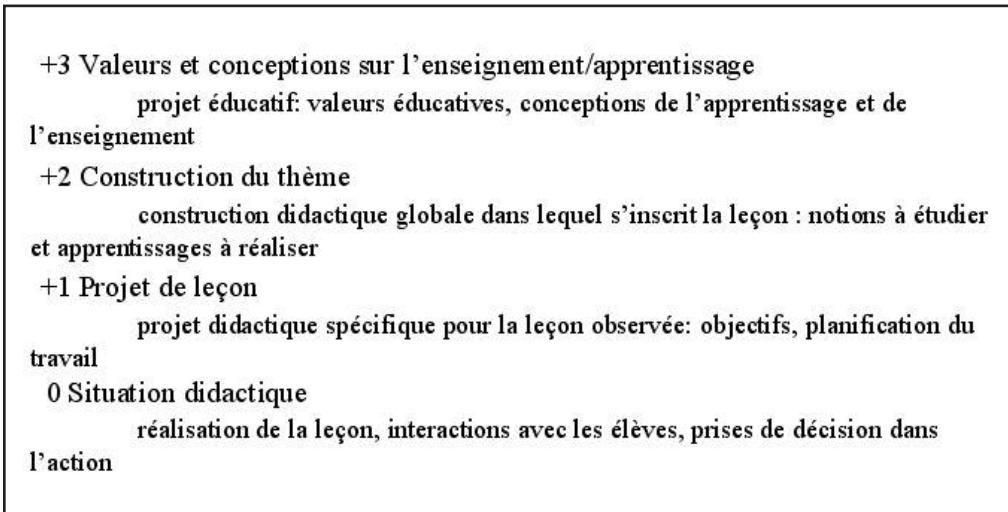 +3 Valeurs et conceptions sur l’enseignement/apprentissage
projet éducatif: valeurs éducatives, conceptions de l’apprentissage et de
l’enseignement
+2 Construction du thème
construction didactique globale dans lequel s’inscrit la leçon : notions à étudier
et apprentissages à réaliser
+1 Projet de leçon
projet didactique spécifique pour la leçon observée: objectifs, planification du
travail
0 Situation didactique
réalisation de la leçon, interactions avec les élèves, prises de décision dans
l’action